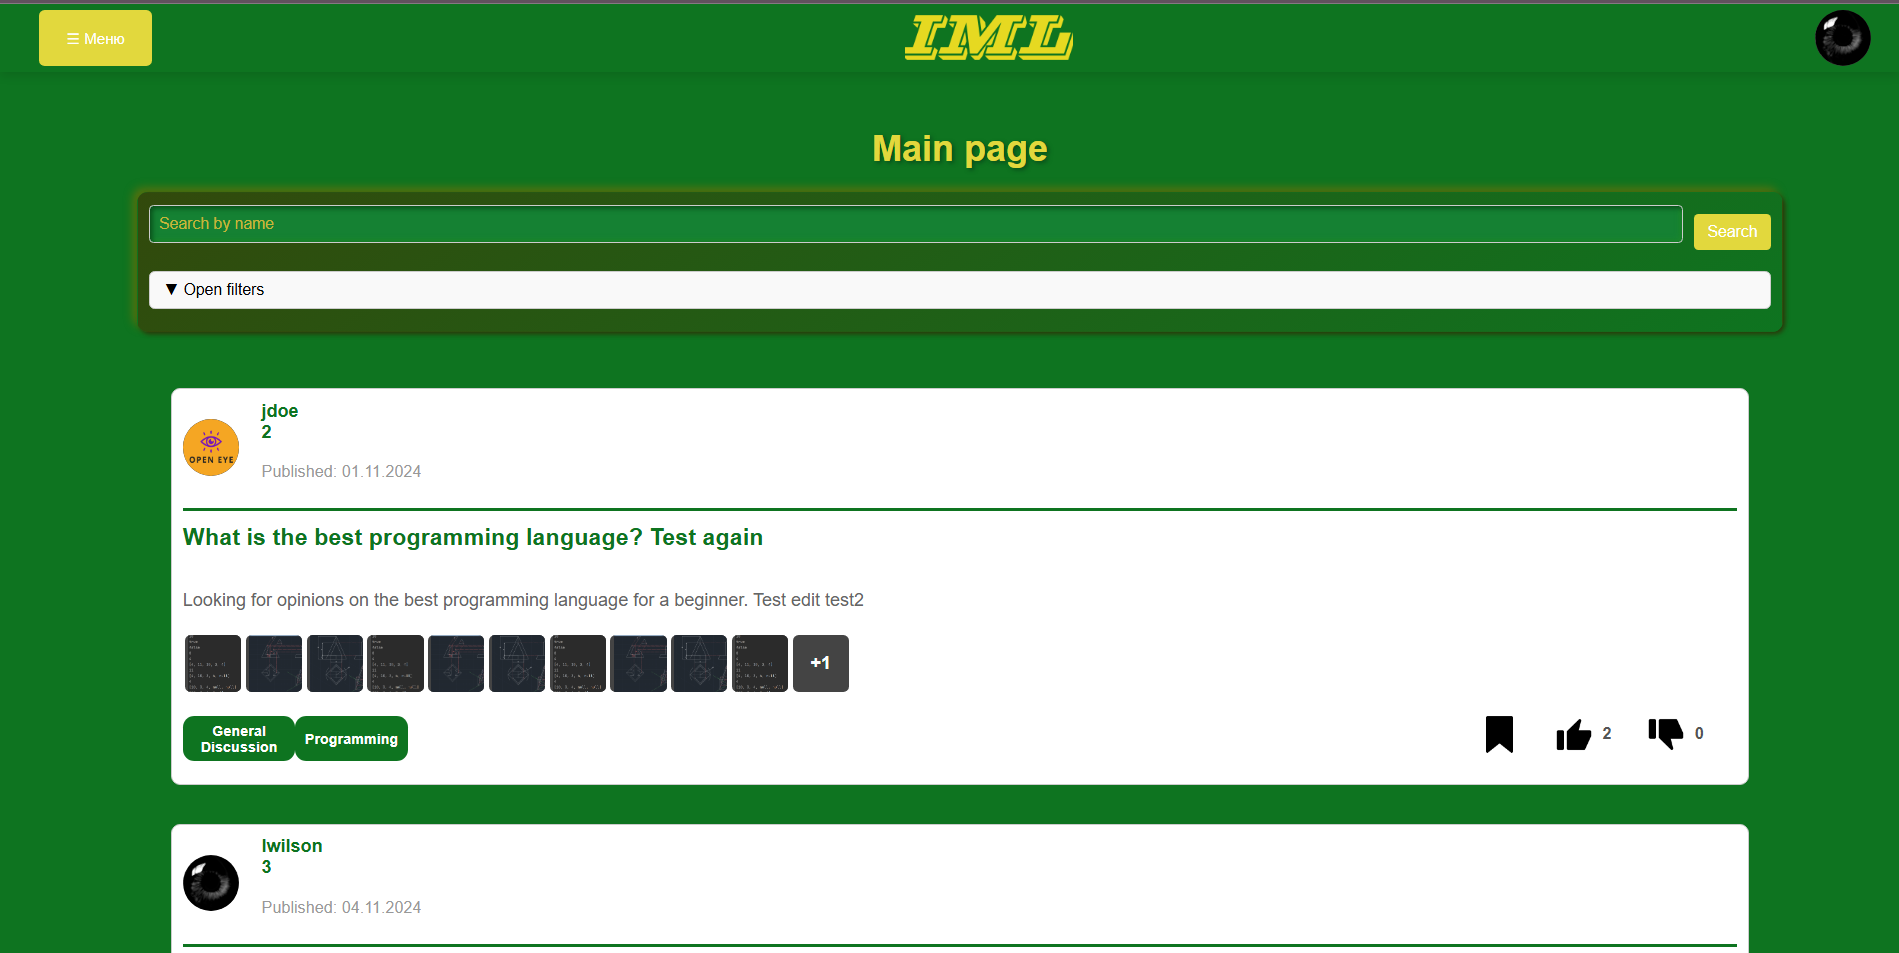 ☰ Меню
IML
Main page
Search by name
Search
▼ Open filters
jdoe
2
OPEN EYE
Published: 01.11.2024
What is the best programming language? Test again
Looking for opinions on the best programming language for a beginner. Test edit test2
+1
General
Discussion
Programming
2
0
lwilson
3
Published: 04.11.2024